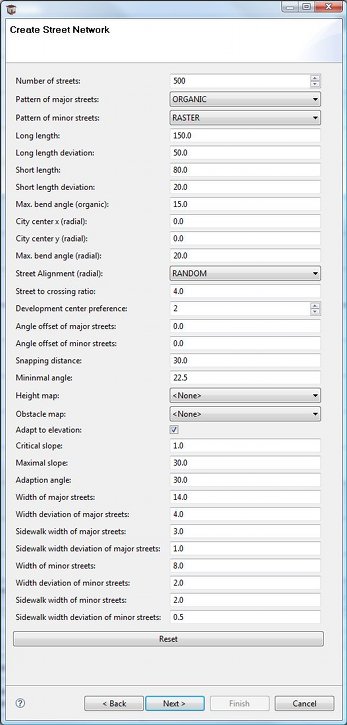 Create Street Network
Number of streets: 500
Pattern of major streets: ORGANIC
Pattern of minor streets: RASTER
Long length: 150.0
Long length deviation: 50.0
Short length: 80.0
Short length deviation: 20.0
Max. bend angle (organic): 15.0
City center x (radial): 0.0
City center y (radial): 0.0
Max. bend angle (radial): 20.0
Street Alignment (radial): RANDOM
Street to crossing ratio: 4.0
Development center preference: 2
Angle offset of major streets: 0.0
Angle offset of minor streets: 0.0
Snapping distance: 30.0
Mininmal angle: 22.5
Height map: <None>
Obstacle map: <None>
Adapt to elevation:
Critical slope: 1.0
Maximal slope: 30.0
Adaption angle: 30.0
Width of major streets: 14.0
Width deviation of major streets: 4.0
Sidewalk width of major streets: 3.0
Sidewalk width deviation of major streets: 1.0
Width of minor streets: 8.0
Width deviation of minor streets: 2.0
Sidewalk width of minor streets: 2.0
Sidewalk width deviation of minor streets: 0.5
Reset
? < Back Next > Finish Cancel